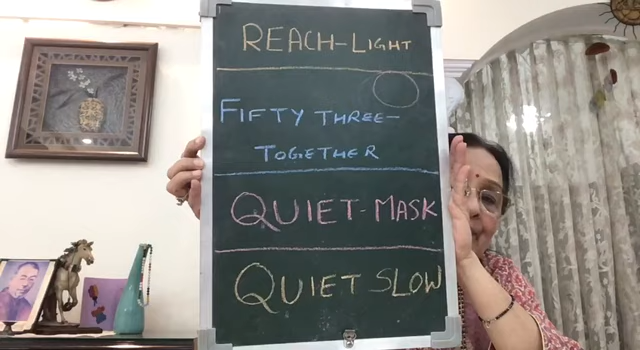 REACH-LIGHT
FIFTY THREE-
TOGETHER
QUIET-MASK
QUIET SLOW